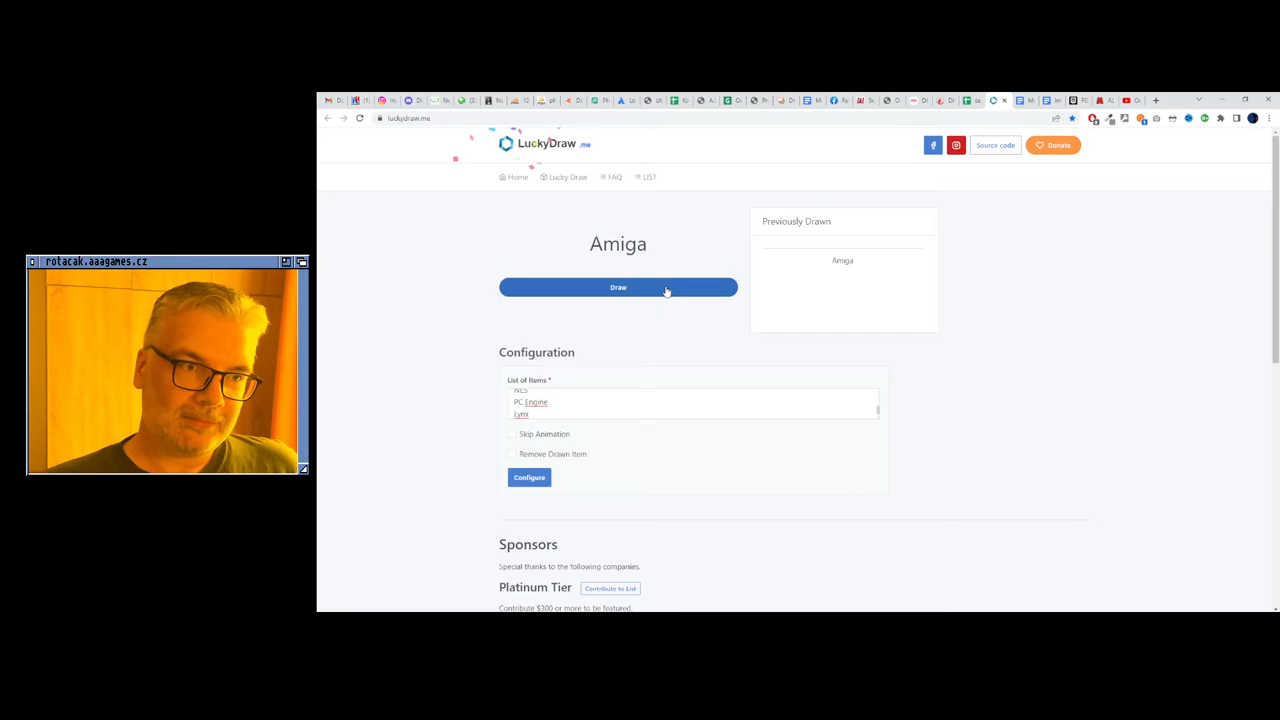 rotacak.aaagames.cz
luckydraw.me
LuckyDraw .me
Source code
Donate
Home
Lucky Draw
FAQ
LIST
Amiga
Draw
Previously Drawn
Amiga
Configuration
List of Items *
NES
PC Engine
Lynx
Skip Animation
Remove Drawn Item
Configure
Sponsors
Special thanks to the following companies.
Platinum Tier
Contribute to List
Contribute $300 or more to be featured.